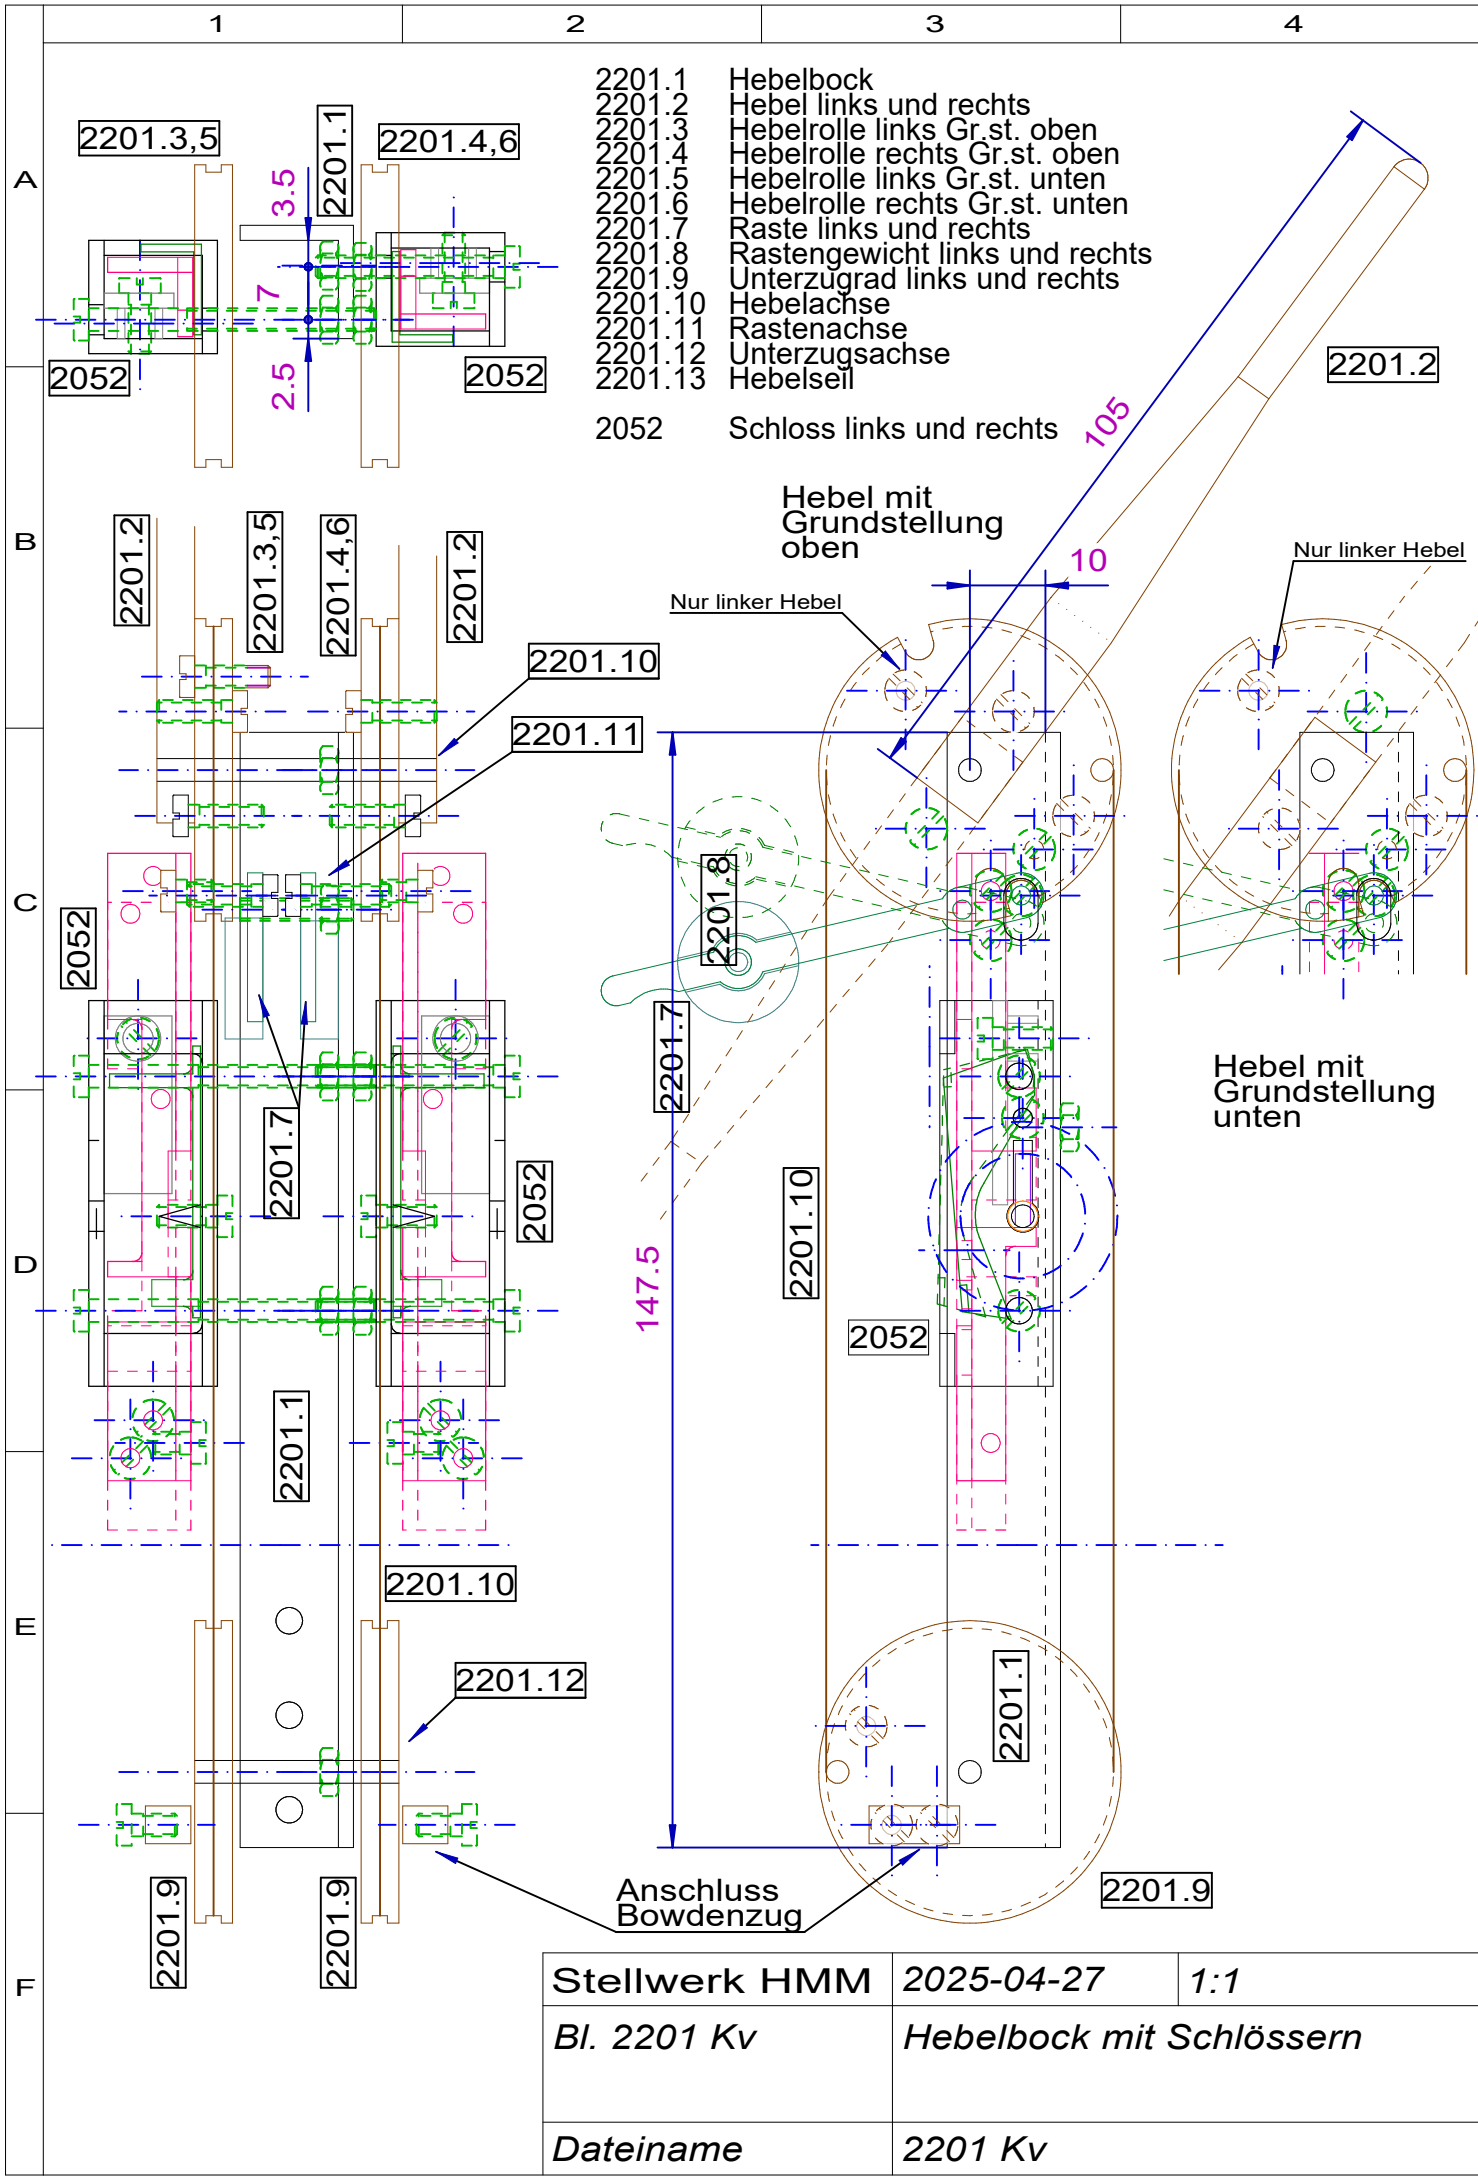 1 2 3 4
A
B
C
D
E
F
2201.1 Hebelbock
2201.2 Hebel links und rechts
2201.3 Hebelrolle links Gr.st. oben
2201.4 Hebelrolle rechts Gr.st. oben
2201.5 Hebelrolle links Gr.st. unten
2201.6 Hebelrolle rechts Gr.st. unten
2201.7 Raste links und rechts
2201.8 Rastengewicht links und rechts
2201.9 Unterzugrad links und rechts
2201.10 Hebelachse
2201.11 Rastenachse
2201.12 Unterzugsachse
2201.13 Hebelseil
2052 Schloss links und rechts
2201.3,5
2201.1
2201.4,6
3.5
7
2.5
2052
2052
2201.2
105
Hebel mit
Grundstellung
oben
10
Nur linker Hebel
Nur linker Hebel
2201.2
2201.3,5
2201.4,6
2201.2
2201.10
2201.11
2052
2201.8
2201.7
2201.7
2052
2201.10
147.5
2052
Hebel mit
Grundstellung
unten
2201.1
2201.10
2201.12
2201.1
2201.9
2201.9
Anschluss
Bowdenzug
2201.9
Stellwerk HMM 2025-04-27 1:1
Bl. 2201 Kv Hebelbock mit Schlössern
Dateiname 2201 Kv